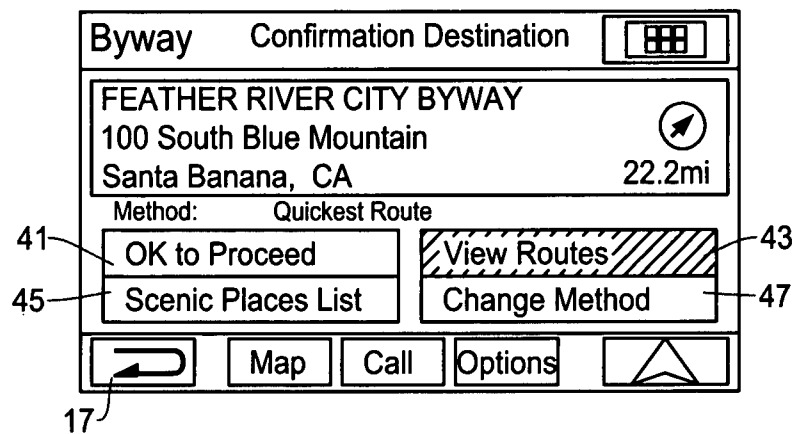 Byway Confirmation Destination
FEATHER RIVER CITY BYWAY
100 South Blue Mountain
Santa Banana, CA 22.2mi
Method: Quickest Route
41 OK to Proceed View Routes 43
45 Scenic Places List Change Method 47
Map Call Options
17